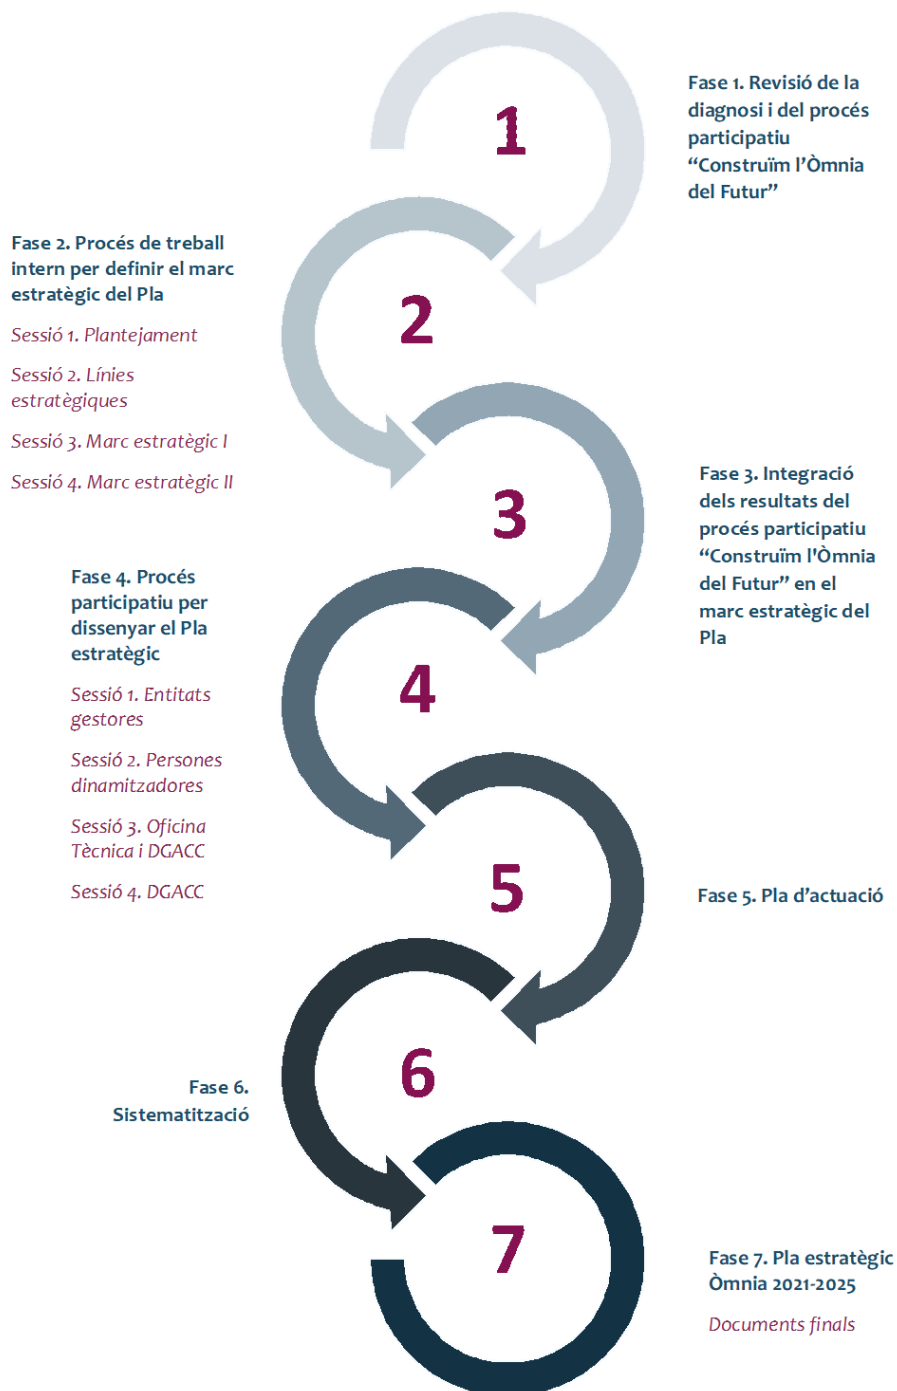 1
Fase 1. Revisió de la
diagnosi i del procés
participatiu
“Construïm l’Òmnia
del Futur”
Fase 2. Procés de treball
intern per definir el marc
estratègic del Pla
Sessió 1. Plantejament
Sessió 2. Línies
estratègiques
Sessió 3. Marc estratègic I
Sessió 4. Marc estratègic II
2
3
Fase 3. Integració
dels resultats del
procés participatiu
“Construïm l'Òmnia
del Futur” en el
marc estratègic del
Pla
Fase 4. Procés
participatiu per
dissenyar el Pla
estratègic
Sessió 1. Entitats
gestores
Sessió 2. Persones
dinamitzadores
Sessió 3. Oficina
Tècnica i DGACC
Sessió 4. DGACC
4
5
Fase 5. Pla d’actuació
6
Fase 6.
Sistematització
7
Fase 7. Pla estratègic
Òmnia 2021-2025
Documents finals